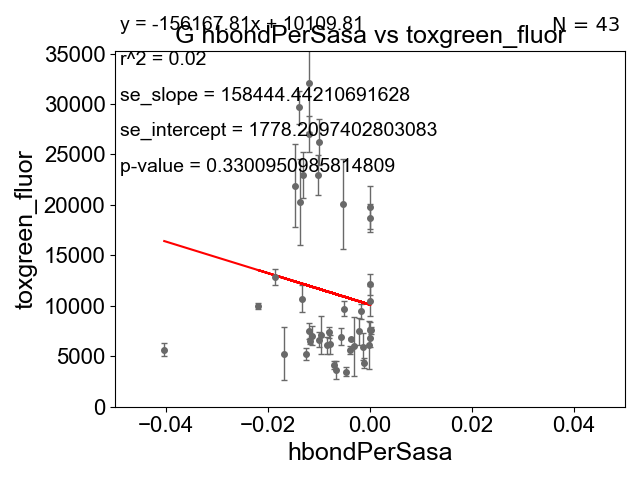 y = -156167.81x + 10109.81
N = 43
G hbondPerSasa vs toxgreen_fluor
r^2 = 0.02
se_slope = 158444.44210691628
se_intercept = 1778.2097402803083
p-value = 0.3300950985814809
35000
30000
25000
20000
15000
10000
5000
0
toxgreen_fluor
−0.04
−0.02
0.00
0.02
0.04
hbondPerSasa